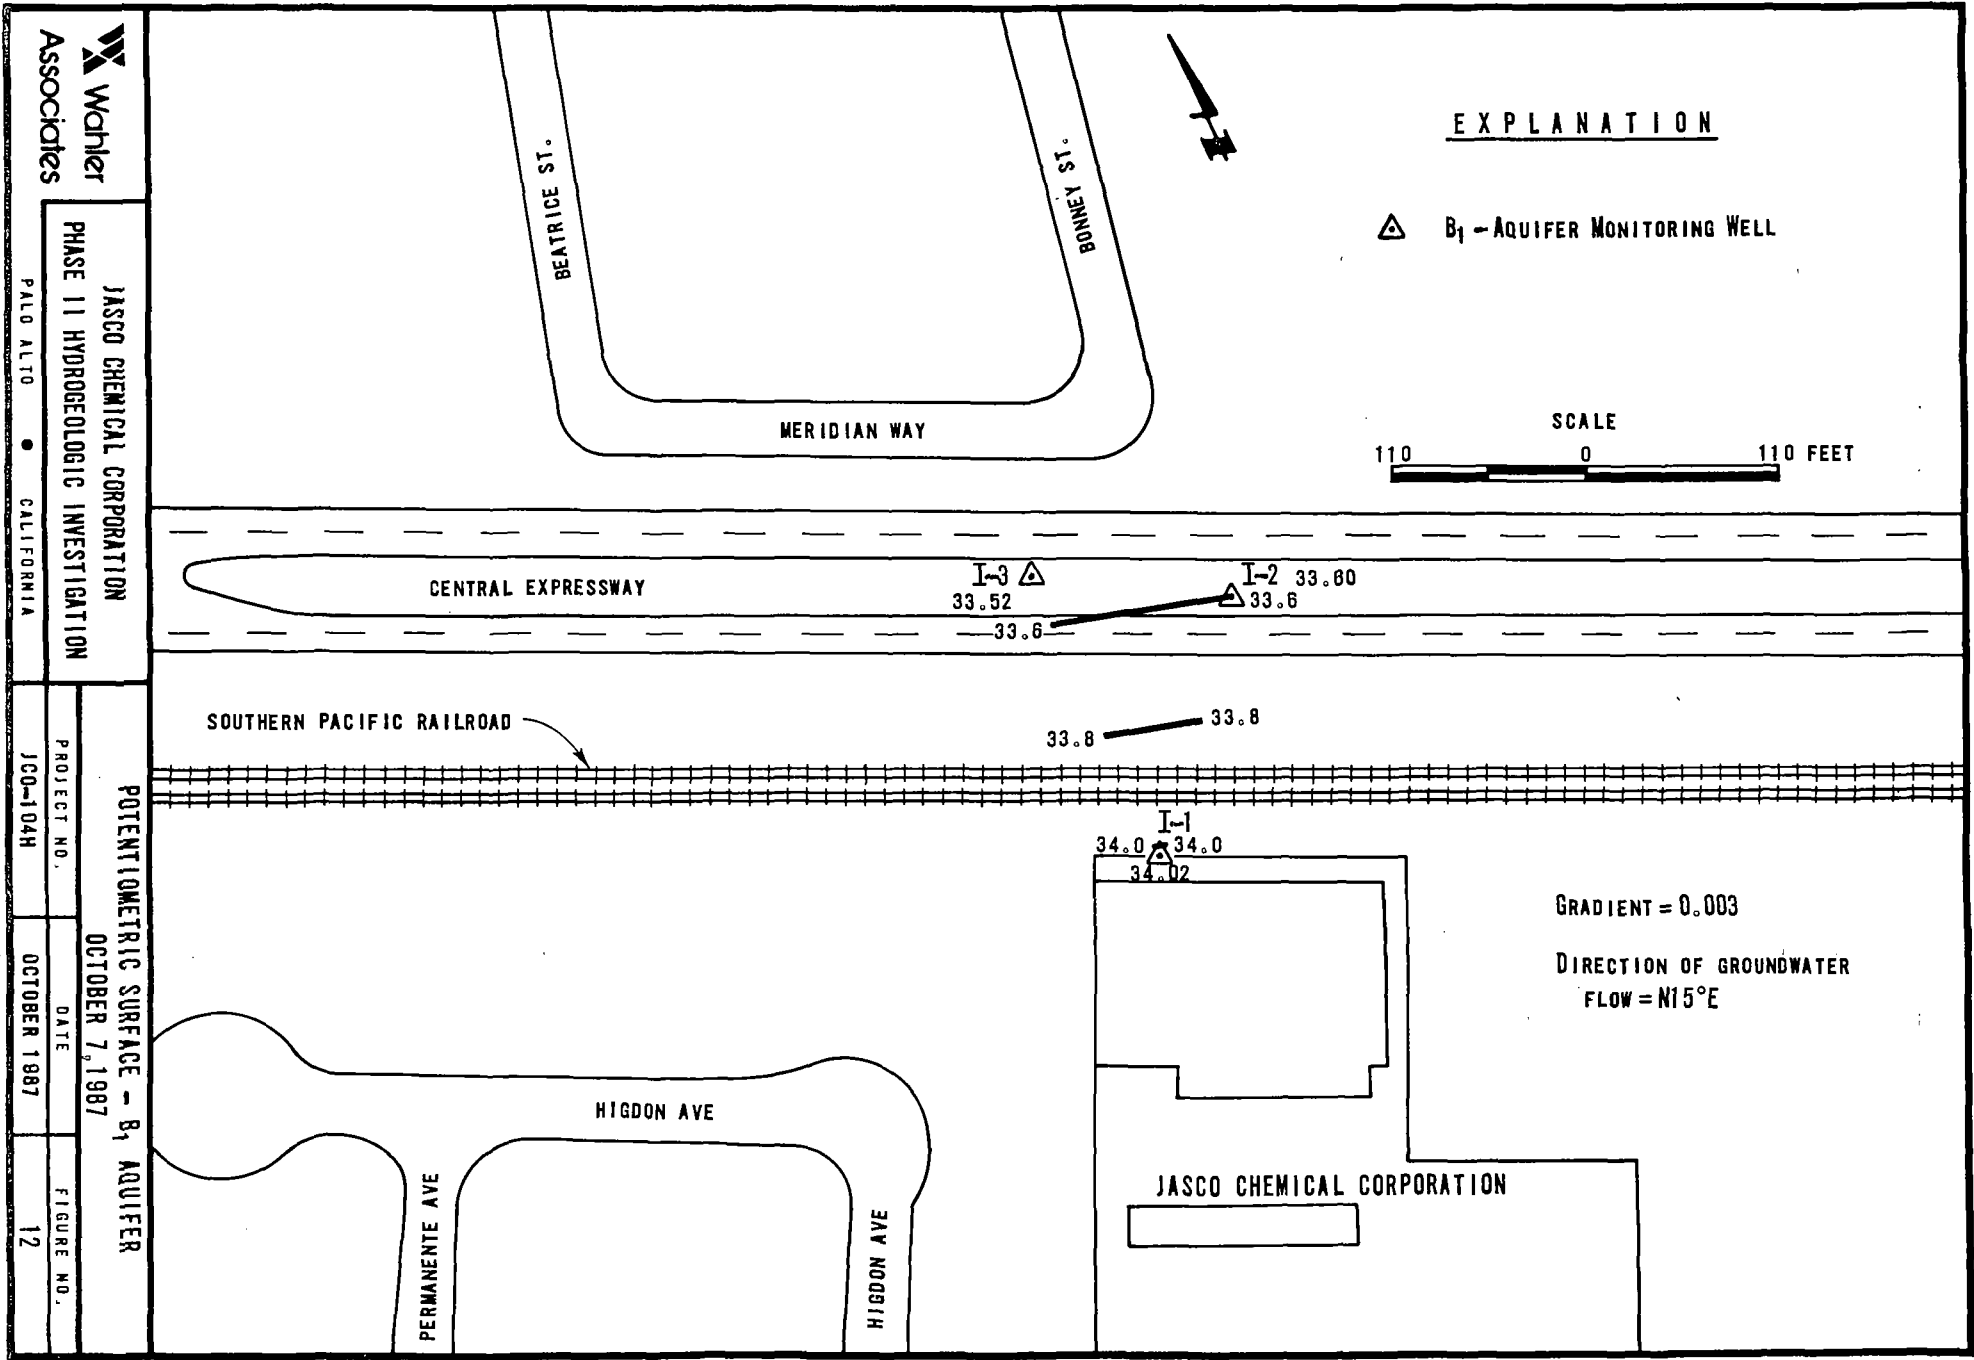 EXPLANATION
B1 - AQUIFER MONITORING WELL
SCALE
110 0 110 FEET
BEATRICE ST.
BONNEY ST.
MERIDIAN WAY
CENTRAL EXPRESSWAY
I-3
33.52
I-2 33.60
33.6
33.6
SOUTHERN PACIFIC RAILROAD
33.8
33.8
I-1
34.0 34.0
34.02
GRADIENT = 0.003
DIRECTION OF GROUNDWATER
FLOW = N15°E
HIGDON AVE
PERMANENTE AVE
HIGDON AVE
JASCO CHEMICAL CORPORATION
Wahler
Associates
JASCO CHEMICAL CORPORATION
PHASE II HYDROGEOLOGIC INVESTIGATION
PALO ALTO ● CALIFORNIA
POTENTIOMETRIC SURFACE - B1 AQUIFER
OCTOBER 7, 1987
PROJECT NO.
JCO-104H
DATE
OCTOBER 1987
FIGURE NO.
12